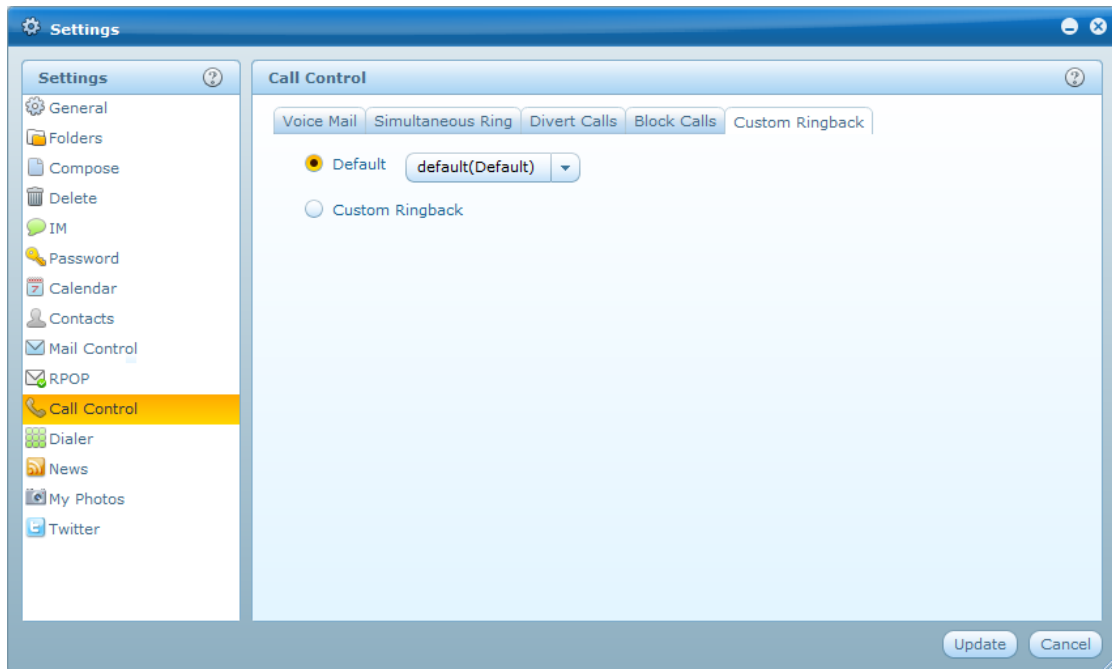 Settings
Settings
General
Folders
Compose
Delete
IM
Password
Calendar
Contacts
Mail Control
RPOP
Call Control
Dialer
News
My Photos
Twitter
Call Control
Voice Mail Simultaneous Ring Divert Calls Block Calls Custom Ringback
Default default(Default)
Custom Ringback
Update Cancel